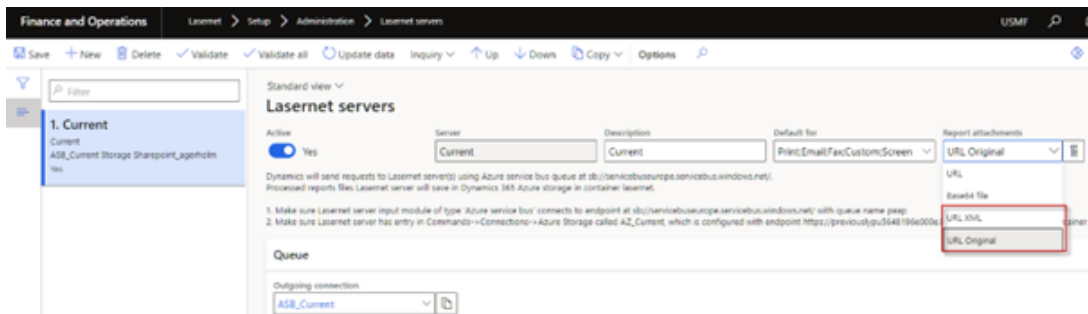 Finance and Operations Lasernet > Setup > Administration > Lasernet servers USMF
Save New Delete Validate Validate all Update data Inquiry Up Down Copy Options
Filter
Standard view
Lasernet servers
1. Current
Current
ASB_Current Storage Sharepoint_agerholm
Yes
Active Server Description Default for Report attachments
Yes Current Current Print;Email;Fax;Custom;Screen URL Original
URL
Base64 file
URL XML
URL Original
Dynamics will send requests to Lasernet server(s) using Azure service bus queue at sb://servicebuseurope.servicebus.windows.net/.
Processed reports files Lasernet server will save in Dynamics 365 Azure storage in container lasernet.
1. Make sure Lasernet server input module of type 'Azure service bus' connects to endpoint at sb://servicebuseurope.servicebus.windows.net/ with queue name peap
2. Make sure Lasernet server has entry in Commands->Connections->Azure Storage called AZ_Current, which is configured with endpoint
Queue
Outgoing connection
ASB_Current